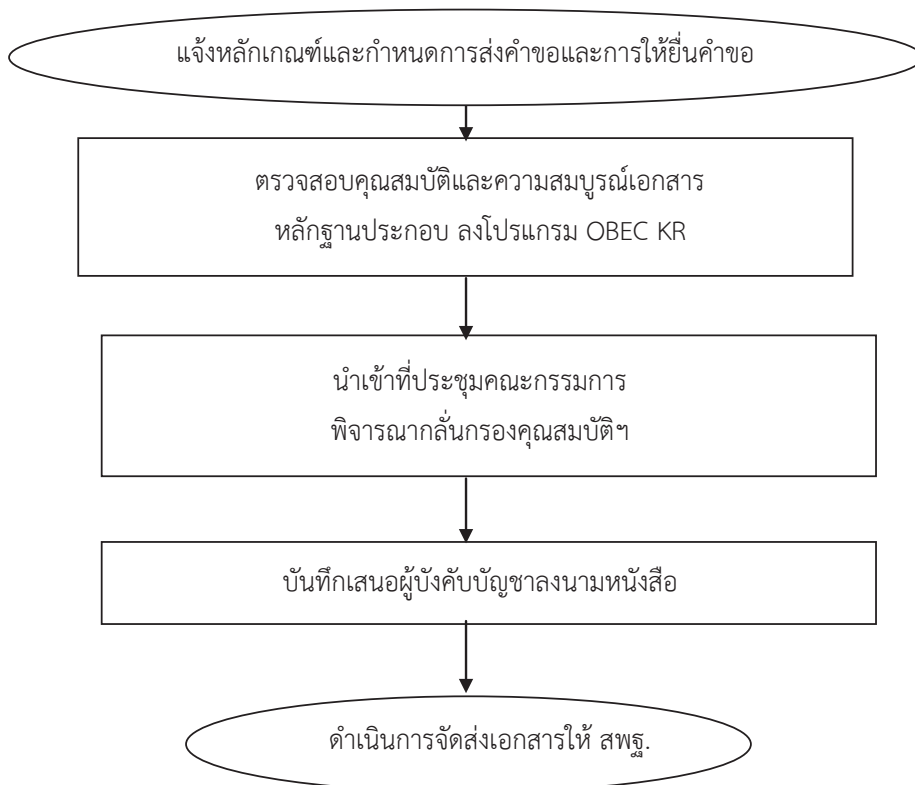 แจ้งหลักเกณฑ์และกำหนดการส่งคำขอและการให้ยื่นคำขอ
ตรวจสอบคุณสมบัติและความสมบูรณ์เอกสาร
หลักฐานประกอบ ลงโปรแกรม OBEC KR
นำเข้าที่ประชุมคณะกรรมการ
พิจารณากลั่นกรองคุณสมบัติฯ
บันทึกเสนอผู้บังคับบัญชาลงนามหนังสือ
ดำเนินการจัดส่งเอกสารให้ สพฐ.